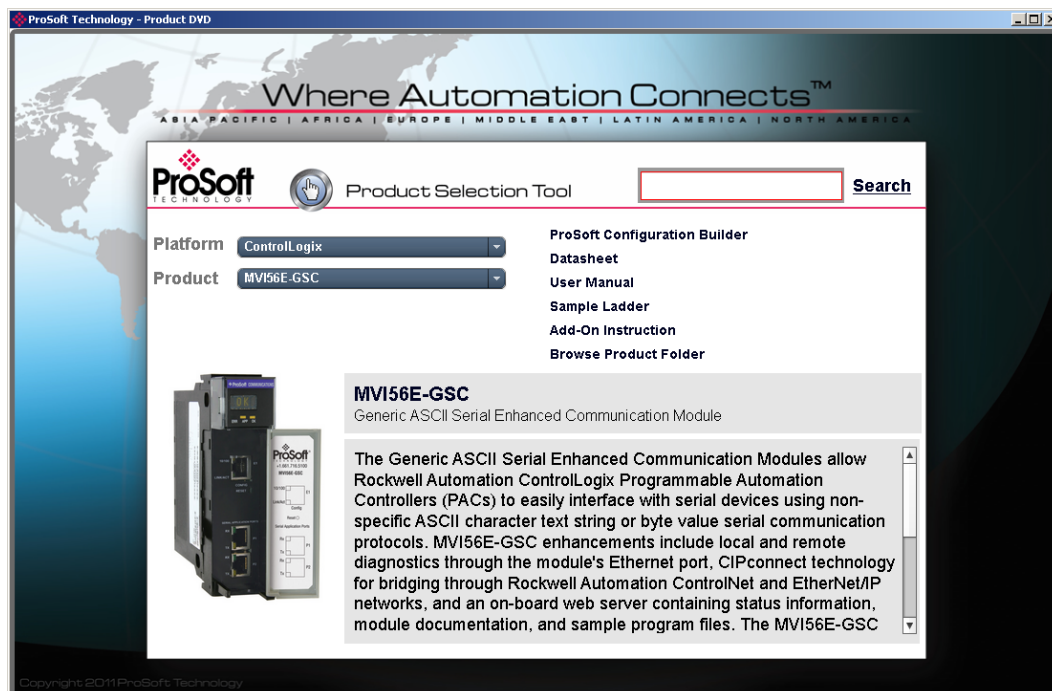 ProSoft Technology - Product DVD
Where Automation Connects™
ASIA PACIFIC | AFRICA | EUROPE | MIDDLE EAST | LATIN AMERICA | NORTH AMERICA
ProSoft
TECHNOLOGY
Product Selection Tool
Search
Platform
ControlLogix
Product
MVI56E-GSC
ProSoft Configuration Builder
Datasheet
User Manual
Sample Ladder
Add-On Instruction
Browse Product Folder
OK
ProSoft
MVI56E-GSC
Generic ASCII Serial Enhanced Communication Module
The Generic ASCII Serial Enhanced Communication Modules allow
Rockwell Automation ControlLogix Programmable Automation
Controllers (PACs) to easily interface with serial devices using non-
specific ASCII character text string or byte value serial communication
protocols. MVI56E-GSC enhancements include local and remote
diagnostics through the module's Ethernet port, CIPconnect technology
for bridging through Rockwell Automation ControlNet and EtherNet/IP
networks, and an on-board web server containing status information,
module documentation, and sample program files. The MVI56E-GSC
Copyright 2011 ProSoft Technology